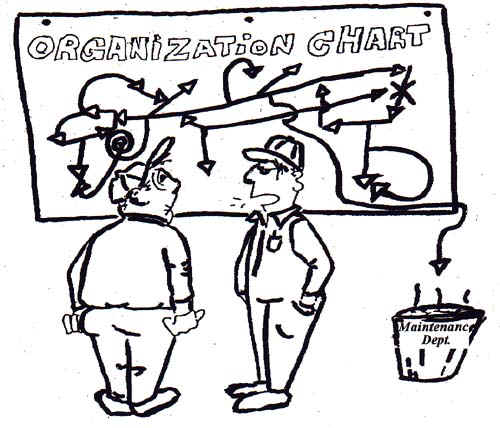 ORGANIZATION CHART
Maintenance
Dept.